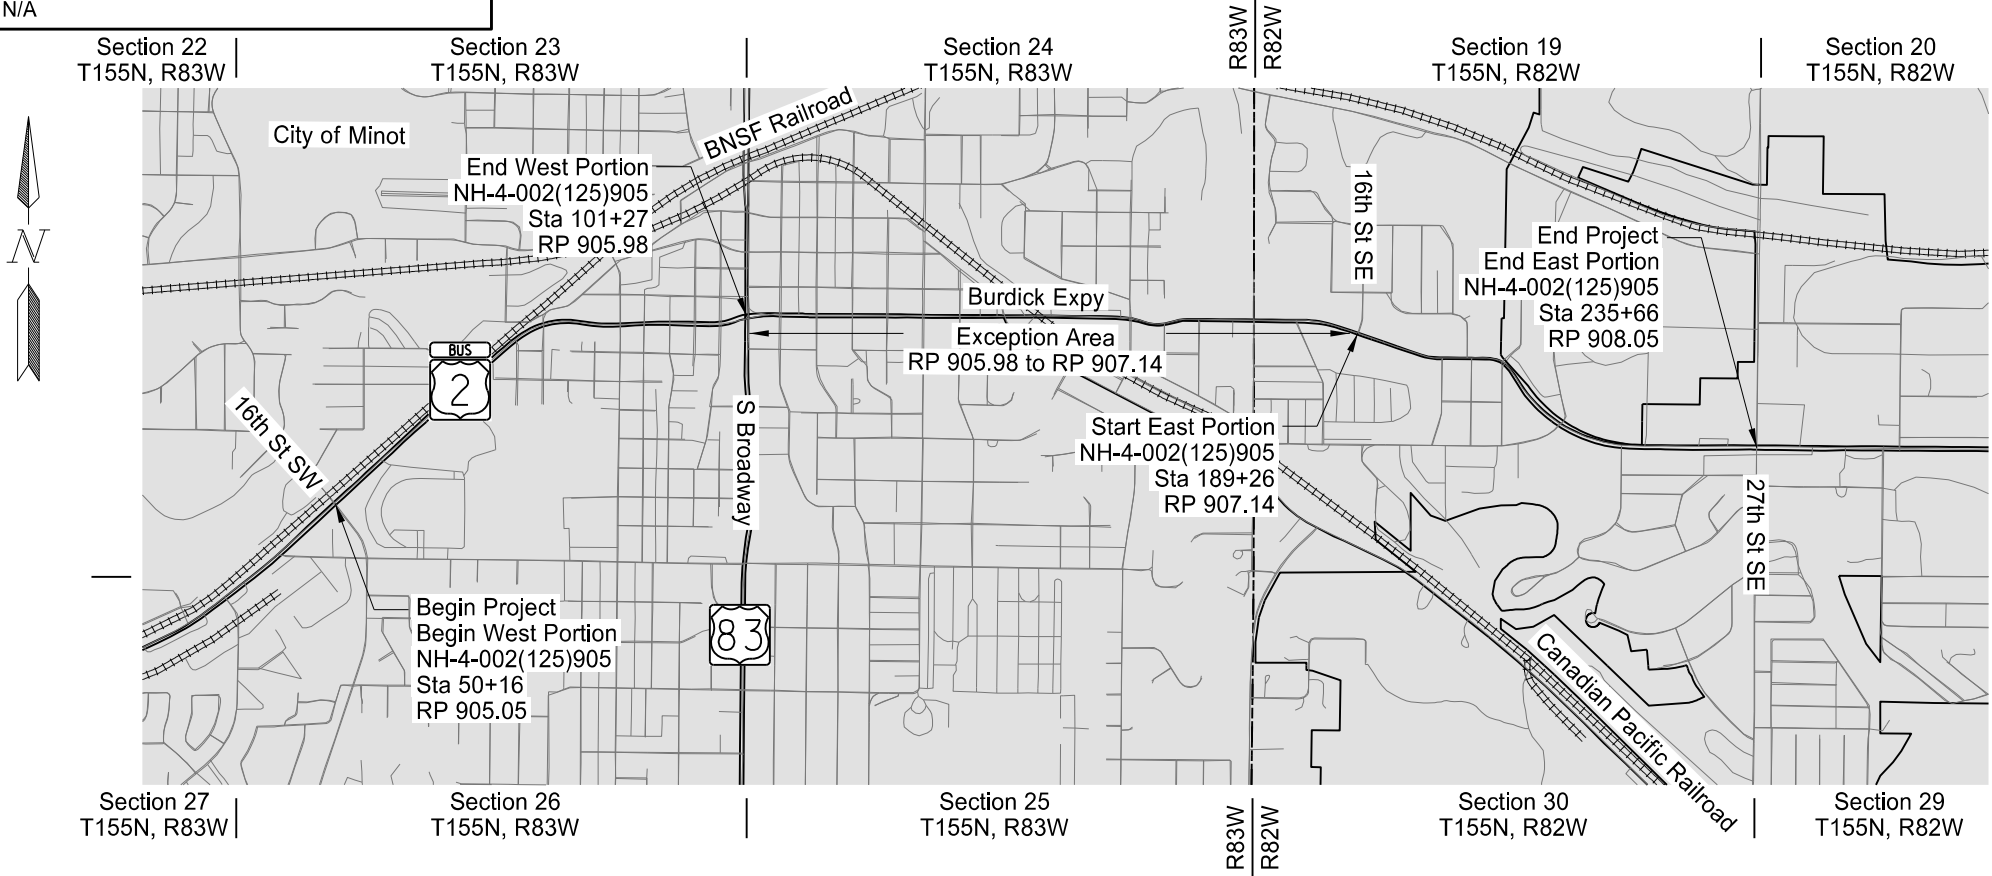 N/A
Section 22
T155N, R83W
Section 23
T155N, R83W
Section 24
T155N, R83W
R83W
R82W
Section 19
T155N, R82W
Section 20
T155N, R82W
City of Minot
BNSF Railroad
End West Portion
NH-4-002(125)905
Sta 101+27
RP 905.98
16th St SE
End Project
End East Portion
NH-4-002(125)905
Sta 235+66
RP 908.05
N
Burdick Expy
Exception Area
RP 905.98 to RP 907.14
BUS
2
16th St SW
S Broadway
Start East Portion
NH-4-002(125)905
Sta 189+26
RP 907.14
27th St SE
Begin Project
Begin West Portion
NH-4-002(125)905
Sta 50+16
RP 905.05
83
Canadian Pacific Railroad
Section 27
T155N, R83W
Section 26
T155N, R83W
Section 25
T155N, R83W
R83W
R82W
Section 30
T155N, R82W
Section 29
T155N, R82W